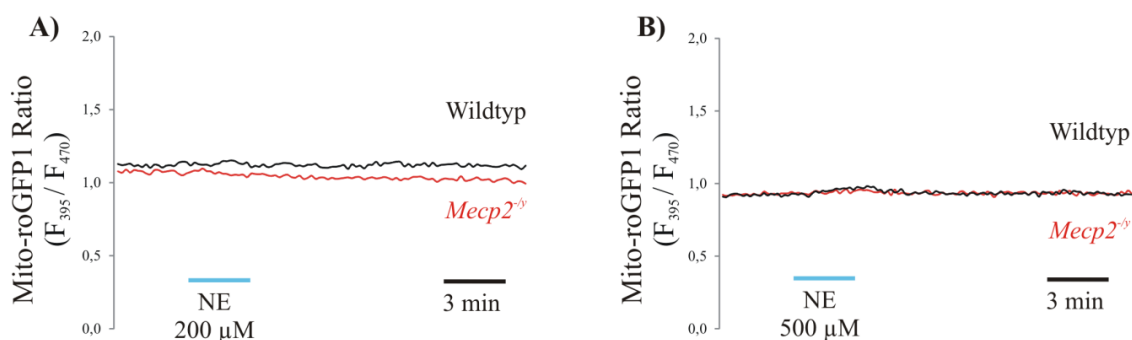 A)
Mito-roGFP1 Ratio
(F395 / F470)
2,0
1,5
1,0
0,5
0,0
Wildtyp
Mecp2-/y
NE
200 µM
3 min
B)
Mito-roGFP1 Ratio
(F395 / F470)
2,0
1,5
1,0
0,5
0,0
Wildtyp
Mecp2-/y
NE
500 µM
3 min